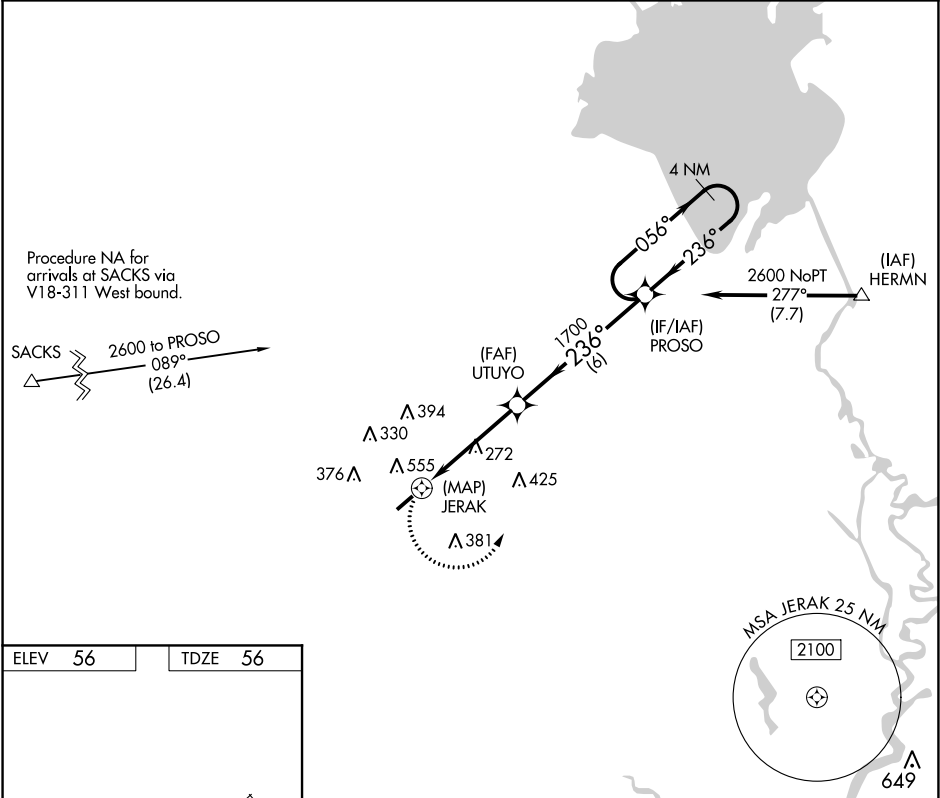 4 NM
056°
236°
Procedure NA for
arrivals at SACKS via
V18-311 West bound.
(IAF)
HERMN
2600 NoPT
277°
(7.7)
(IF/IAF)
PROSO
1700
236°
(6)
SACKS
2600 to PROSO
089°
(26.4)
(FAF)
UTUYO
394
330
272
376
555
425
(MAP)
JERAK
381
MSA JERAK 25 NM
2100
649
ELEV 56
TDZE 56